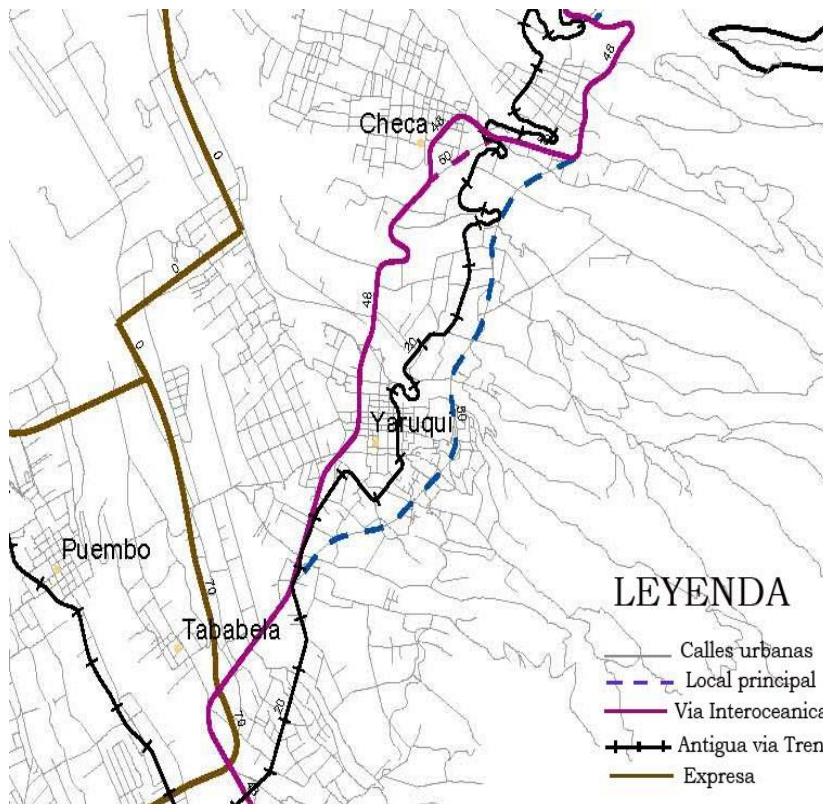 48
Checa
48
60
0
0
48
0
20
Yaruqui
50
Puembo
70
Tababela
20
70
LEYENDA
Calles urbanas
Local principal
Via Interoceanica
Antigua via Tren
Expresa